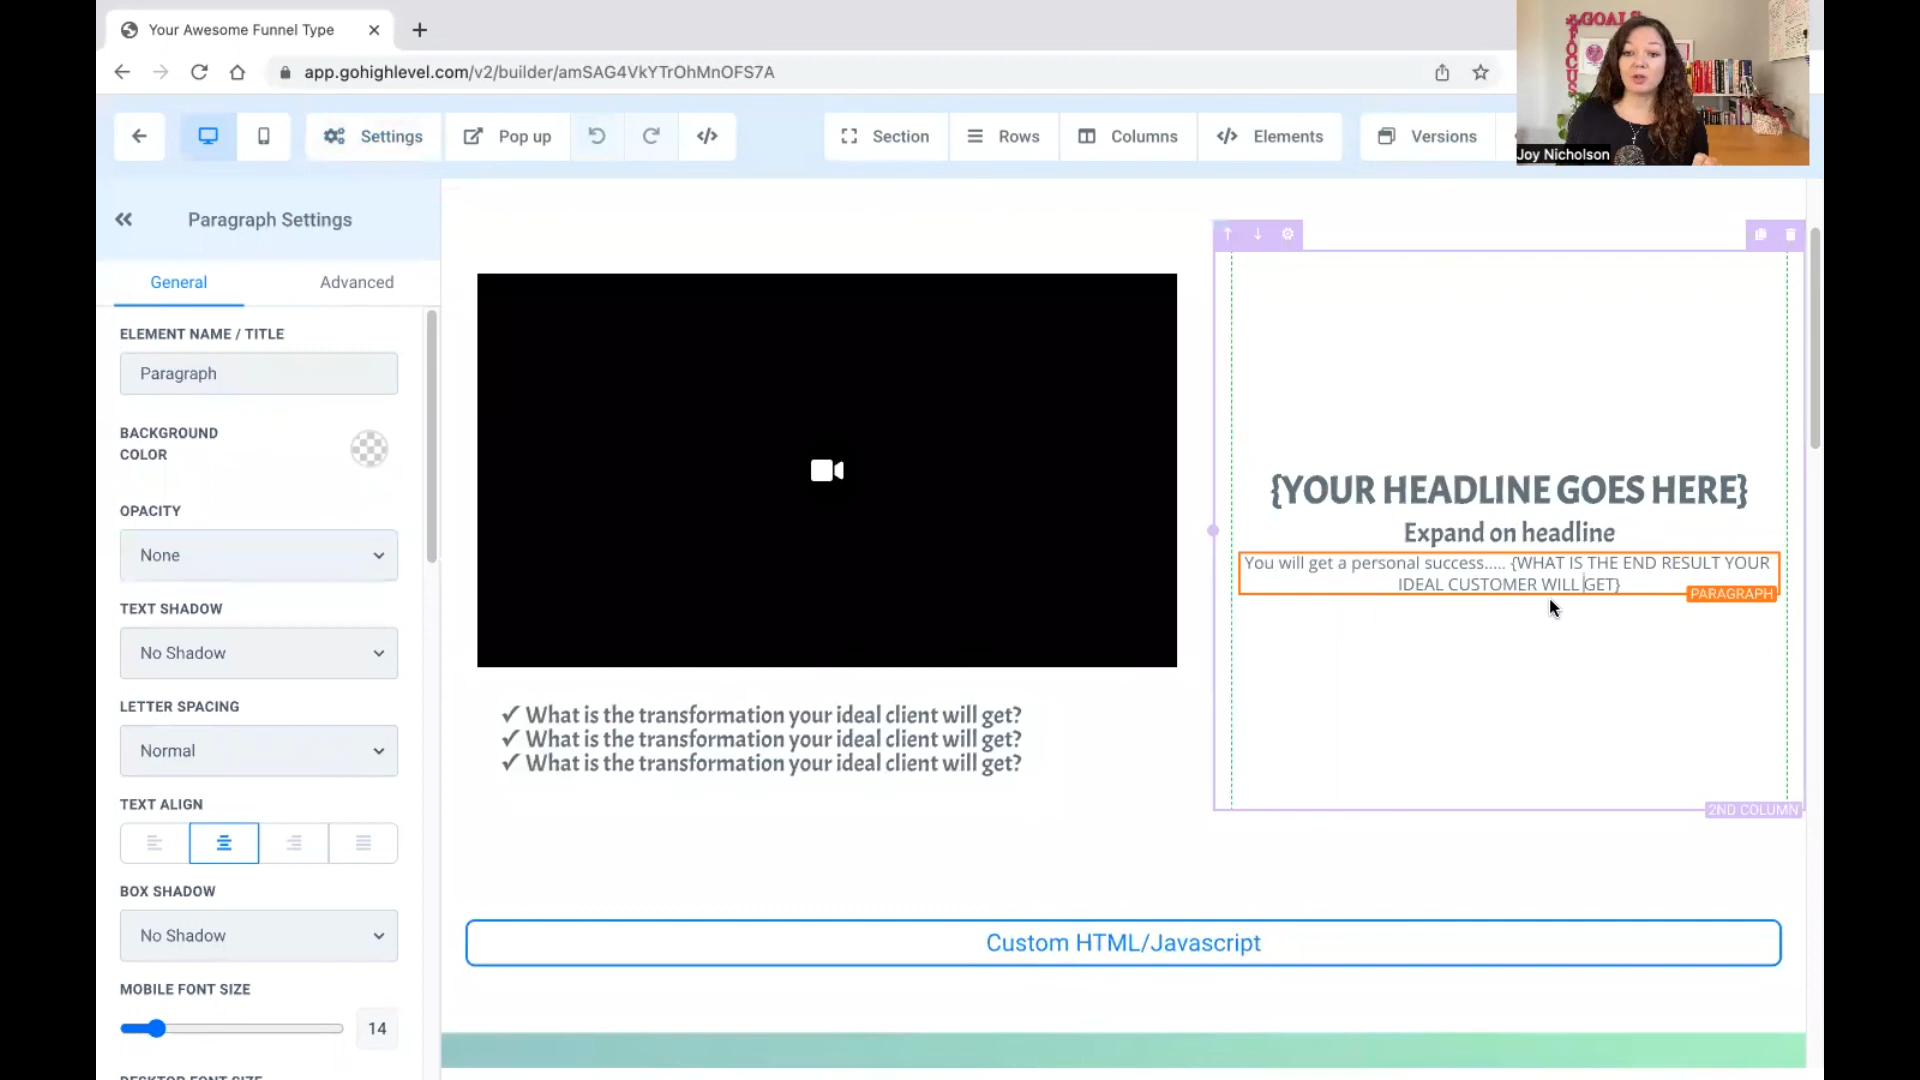 Your Awesome Funnel Type
app.gohighlevel.com/v2/builder/amSAG4VkYTrOhMnOFS7A
GOALS
FOCUS
Joy Nicholson
Settings
Pop up
Section
Rows
Columns
Elements
Versions
Paragraph Settings
General
Advanced
ELEMENT NAME / TITLE
Paragraph
BACKGROUND
COLOR
OPACITY
None
TEXT SHADOW
No Shadow
LETTER SPACING
Normal
TEXT ALIGN
BOX SHADOW
No Shadow
MOBILE FONT SIZE
14
DESKTOP FONT SIZE
{YOUR HEADLINE GOES HERE}
Expand on headline
You will get a personal success..... {WHAT IS THE END RESULT YOUR
IDEAL CUSTOMER WILL GET}
PARAGRAPH
✓ What is the transformation your ideal client will get?
✓ What is the transformation your ideal client will get?
✓ What is the transformation your ideal client will get?
2ND COLUMN
Custom HTML/Javascript